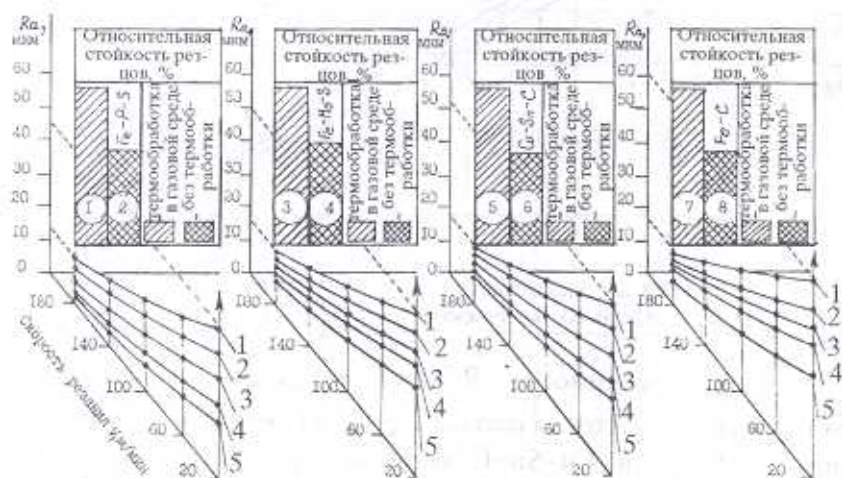 Ra,
мкм
60
50
40
30
20
10
0
Относительная
стойкость рез-
цов, %
Fe-P-S
термообработка
в газовой среде
без термооб-
работки
1
2
180
140
100
60
20
Скорость резания V, м/мин
1
2
3
4
5
Ra,
мкм
60
50
40
30
20
10
0
Относительная
стойкость рез-
цов, %
термообработка
в газовой среде
без термооб-
работки
3
4
180
140
100
60
20
1
2
3
4
5
Ra,
мкм
60
50
40
30
20
10
0
Относительная
стойкость рез-
цов, %
Cu-Sn-C
термообработка
в газовой среде
без термооб-
работки
5
6
180
140
100
60
20
1
2
3
4
5
Ra,
мкм
60
50
40
30
20
10
0
Относительная
стойкость рез-
цов, %
Fe-C
термообработка
в газовой среде
без термооб-
работки
7
8
180
140
100
60
20
1
2
3
4
5